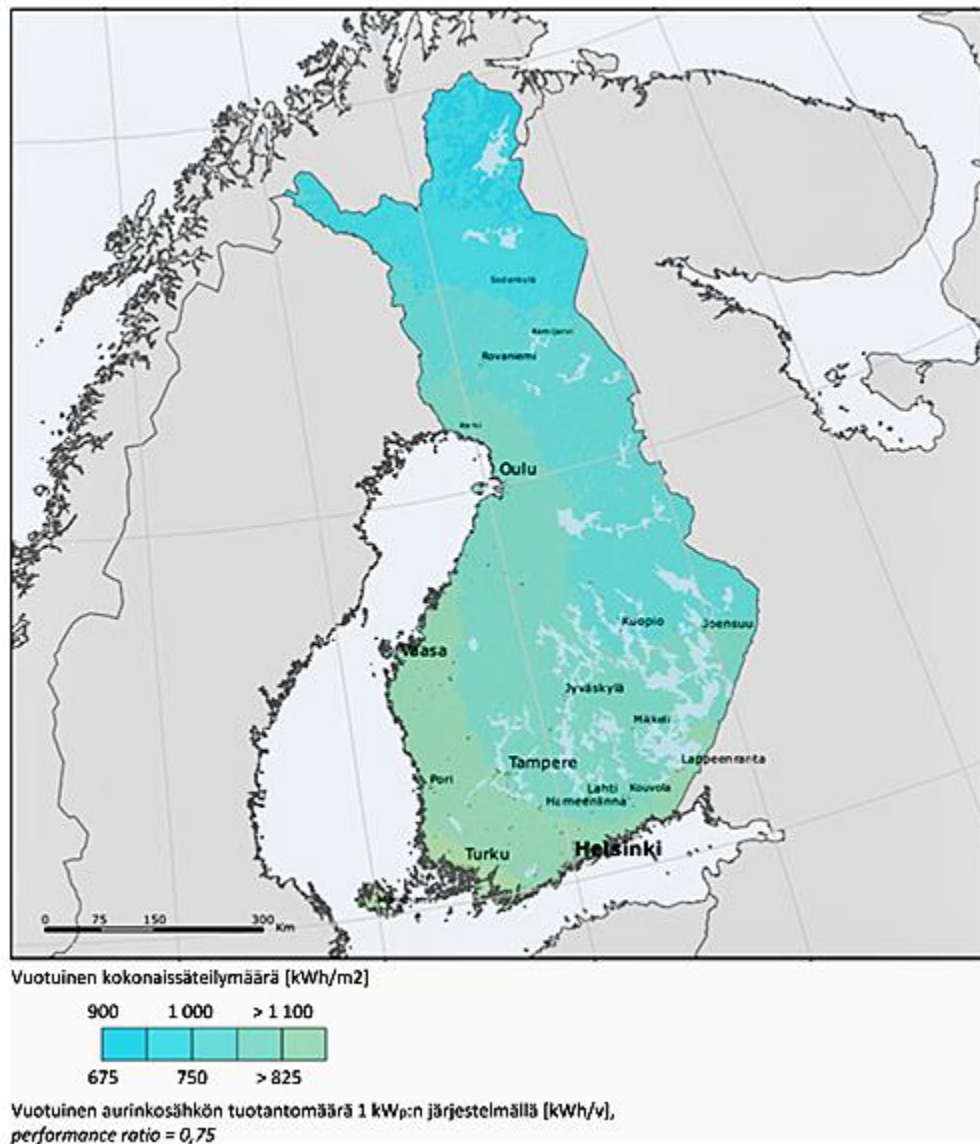 Sodankylä
Kemijärvi
Rovaniemi
Kemi
Oulu
Kuopio
Joensuu
Vaasa
Jyväskylä
Mikkeli
Lappeenranta
Tampere
Pori
Lahti
Kouvola
Hämeenlinna
Helsinki
Turku
0 75 150 300
Km
Vuotuinen kokonaissäteilymäärä [kWh/m2]
900 1 000 > 1 100
675 750 > 825
Vuotuinen aurinkosähkön tuotantomäärä 1 kWp:n järjestelmällä [kWh/v],
performance ratio = 0,75